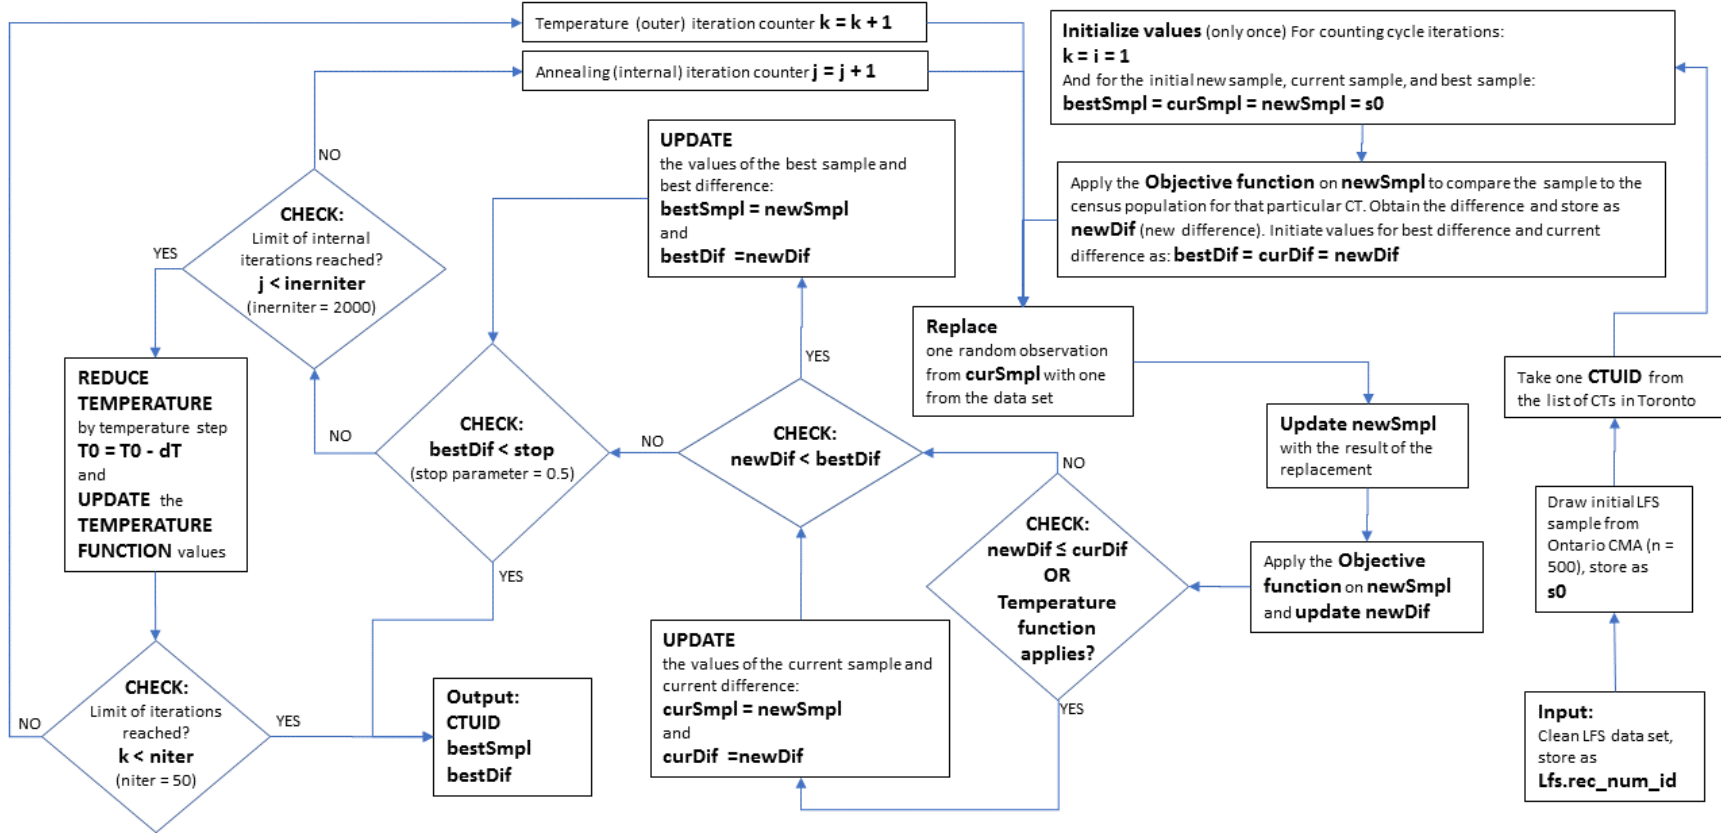 Temperature (outer) iteration counter k = k + 1
Annealing (internal) iteration counter j = j + 1
Initialize values (only once) For counting cycle iterations:
k = i = 1
And for the initial new sample, current sample, and best sample:
bestSmpl = curSmpl = newSmpl = s0
Apply the Objective function on newSmpl to compare the sample to the
census population for that particular CT. Obtain the difference and store as
newDif (new difference). Initiate values for best difference and current
difference as: bestDif = curDif = newDif
UPDATE
the values of the best sample and
best difference:
bestSmpl = newSmpl
and
bestDif =newDif
NO
CHECK:
Limit of internal
iterations reached?
j < inerniter
(inerniter = 2000)
YES
REDUCE
TEMPERATURE
by temperature step
T0 = T0 - dT
and
UPDATE the
TEMPERATURE
FUNCTION values
NO
CHECK:
bestDif < stop
(stop parameter = 0.5)
YES
NO
CHECK:
newDif < bestDif
YES
Replace
one random observation
from curSmpl with one
from the data set
Update newSmpl
with the result of the
replacement
Apply the Objective
function on newSmpl
and update newDif
NO
CHECK:
newDif ≤ curDif
OR
Temperature
function
applies?
YES
UPDATE
the values of the current sample and
current difference:
curSmpl = newSmpl
and
curDif =newDif
Take one CTUID from
the list of CTs in Toronto
Draw initial LFS
sample from
Ontario CMA (n =
500), store as
s0
Input:
Clean LFS data set,
store as
Lfs.rec_num_id
NO
CHECK:
Limit of iterations
reached?
k < niter
(niter = 50)
YES
Output:
CTUID
bestSmpl
bestDif